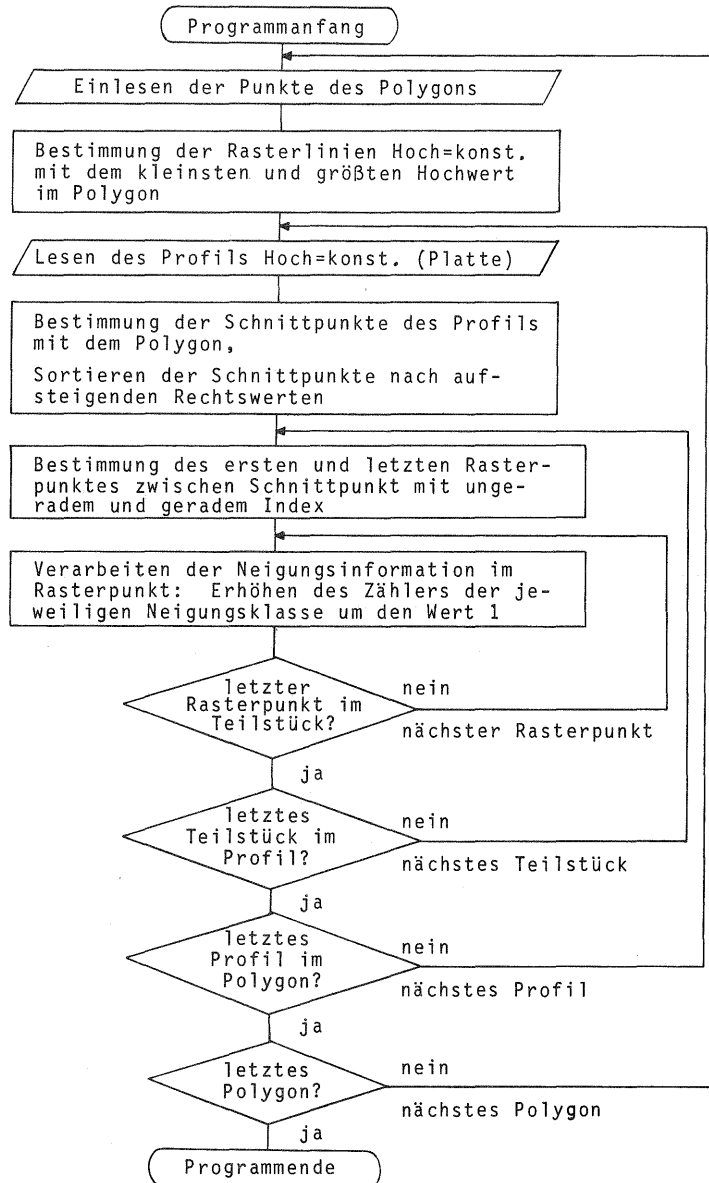 Programmanfang
Einlesen der Punkte des Polygons
Bestimmung der Rasterlinien Hoch=konst.
mit dem kleinsten und größten Hochwert
im Polygon
Lesen des Profils Hoch=konst. (Platte)
Bestimmung der Schnittpunkte des Profils
mit dem Polygon,
Sortieren der Schnittpunkte nach auf-
steigenden Rechtswerten
Bestimmung des ersten und letzten Raster-
punktes zwischen Schnittpunkt mit unge-
radem und geradem Index
Verarbeiten der Neigungsinformation im
Rasterpunkt: Erhöhen des Zählers der je-
weiligen Neigungsklasse um den Wert 1
letzter
Rasterpunkt im
Teilstück?
nein
nächster Rasterpunkt
ja
letztes
Teilstück im
Profil?
nein
nächstes Teilstück
ja
letztes
Profil im
Polygon?
nein
nächstes Profil
ja
letztes
Polygon?
nein
nächstes Polygon
ja
Programmende